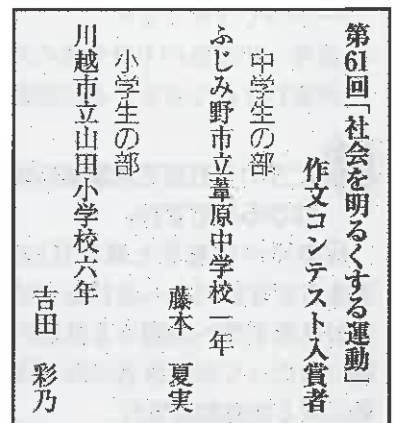 第61回「社会を明るくする運動」
作文コンテスト入賞者
中学生の部
ふじみ野市立葦原中学校一年
藤本　夏実
小学生の部
川越市立山田小学校六年
吉田　彩乃